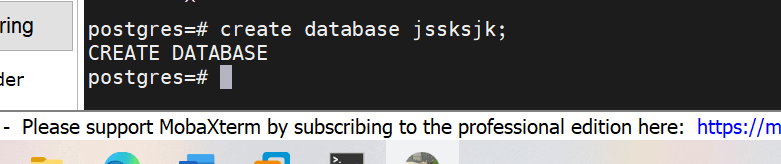 ring
postgres=# create database jssksjk;
CREATE DATABASE
der
postgres=#
- Please support MobaXterm by subscribing to the professional edition here: https://m